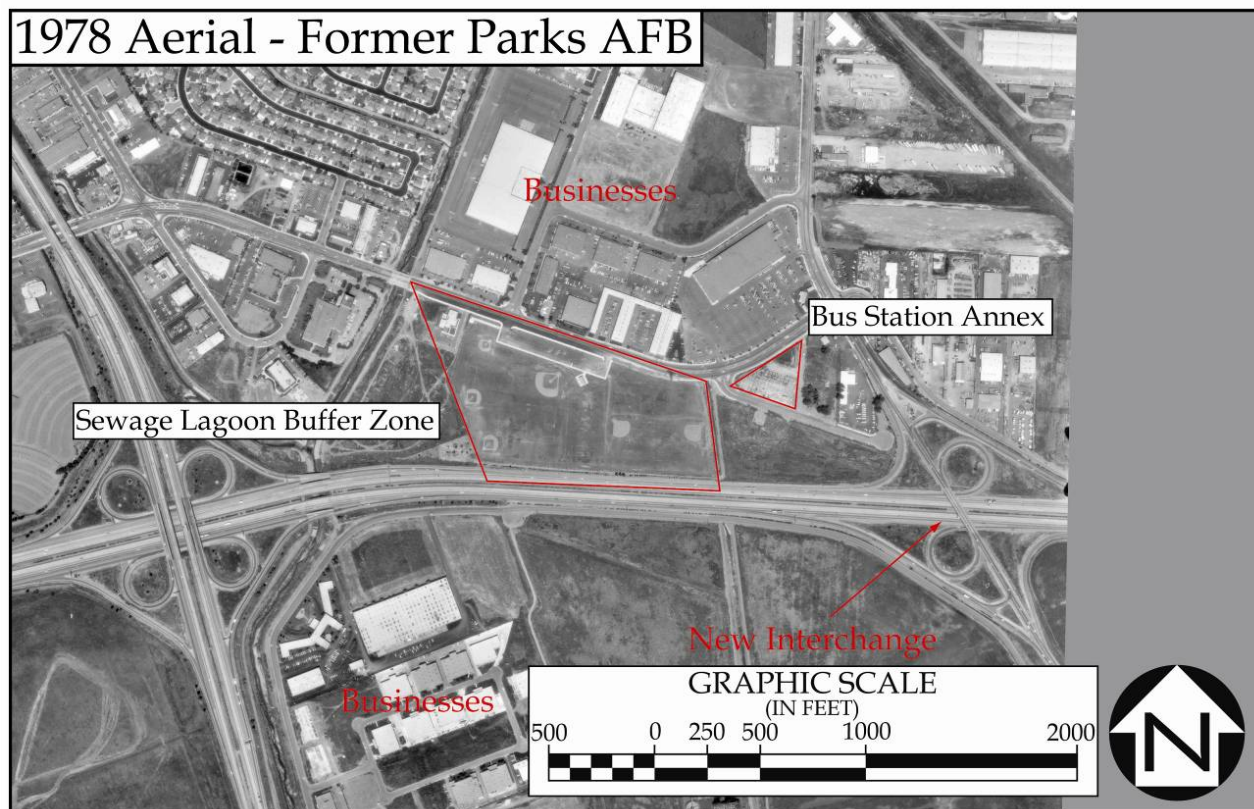 1978 Aerial - Former Parks AFB
Businesses
Bus Station Annex
Sewage Lagoon Buffer Zone
New Interchange
Businesses
GRAPHIC SCALE
(IN FEET)
500 0 250 500 1000 2000
N